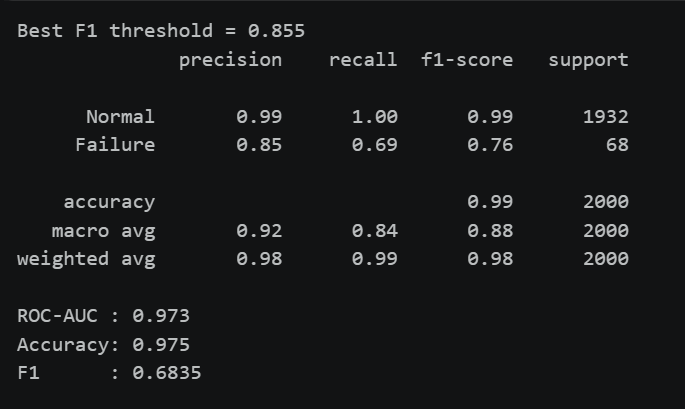 Best F1 threshold = 0.855
precision recall f1-score support
Normal 0.99 1.00 0.99 1932
Failure 0.85 0.69 0.76 68
accuracy 0.99 2000
macro avg 0.92 0.84 0.88 2000
weighted avg 0.98 0.99 0.98 2000
ROC-AUC : 0.973
Accuracy: 0.975
F1 : 0.6835